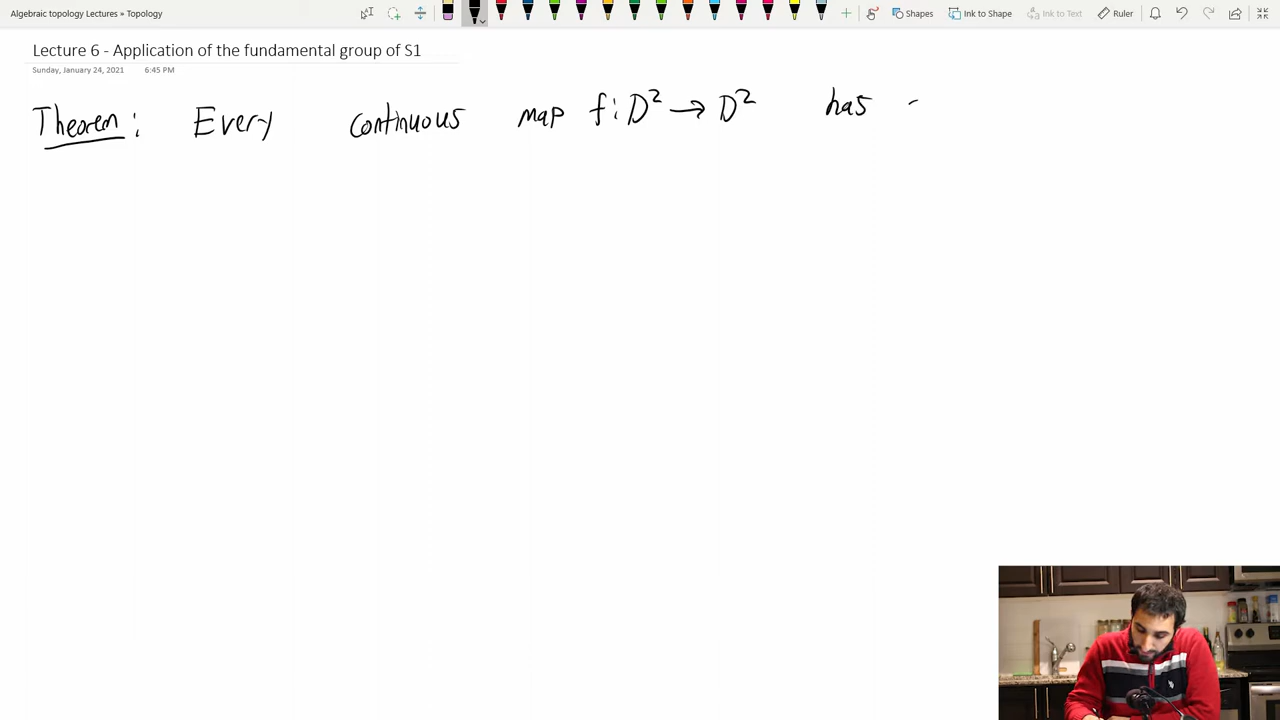 Algebraic topology Lectures » Topology
Shapes
Ink to Shape
Ink to Text
Ruler
Lecture 6 - Application of the fundamental group of S1
Sunday, January 24, 2021 6:45 PM
Theorem: Every continuous map f: D² → D² has